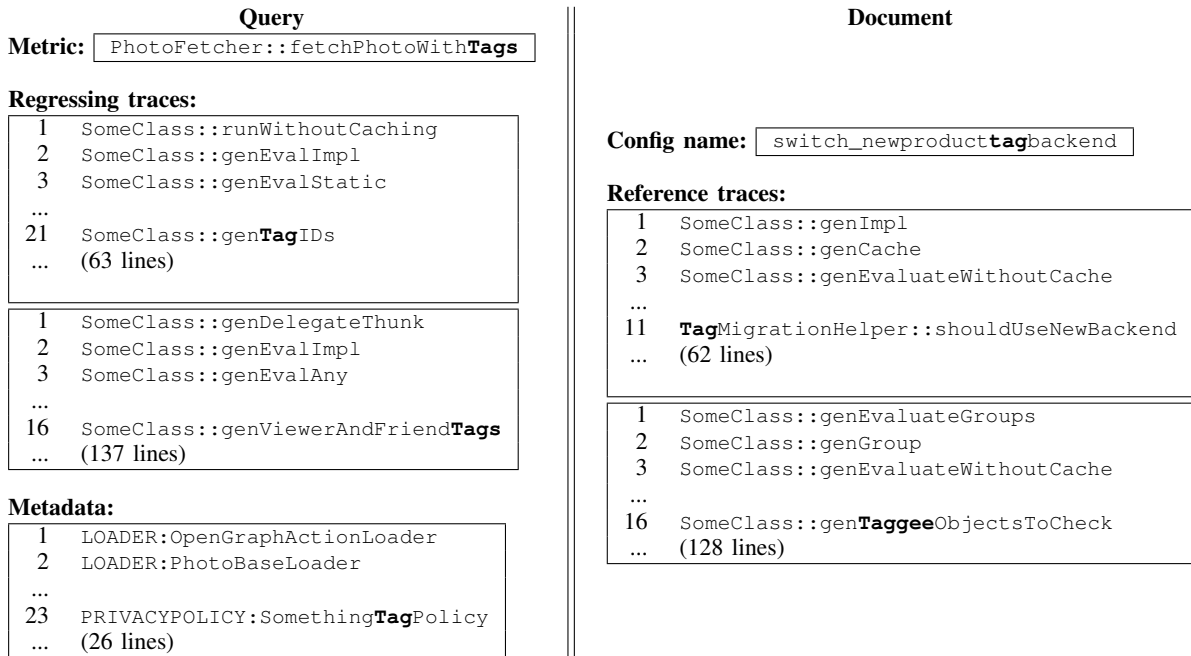 Query
Metric: PhotoFetcher::fetchPhotoWithTags
Regressing traces:
1 SomeClass::runWithoutCaching
2 SomeClass::genEvalImpl
3 SomeClass::genEvalStatic
...
21 SomeClass::genTagIDs
... (63 lines)
1 SomeClass::genDelegateThunk
2 SomeClass::genEvalImpl
3 SomeClass::genEvalAny
...
16 SomeClass::genViewerAndFriendTags
... (137 lines)
Metadata:
1 LOADER:OpenGraphActionLoader
2 LOADER:PhotoBaseLoader
...
23 PRIVACYPOLICY:SomethingTagPolicy
... (26 lines)
Document
Config name: switch_newproducttagbackend
Reference traces:
1 SomeClass::genImpl
2 SomeClass::genCache
3 SomeClass::genEvaluateWithoutCache
...
11 TagMigrationHelper::shouldUseNewBackend
... (62 lines)
1 SomeClass::genEvaluateGroups
2 SomeClass::genGroup
3 SomeClass::genEvaluateWithoutCache
...
16 SomeClass::genTaggeeObjectsToCheck
... (128 lines)